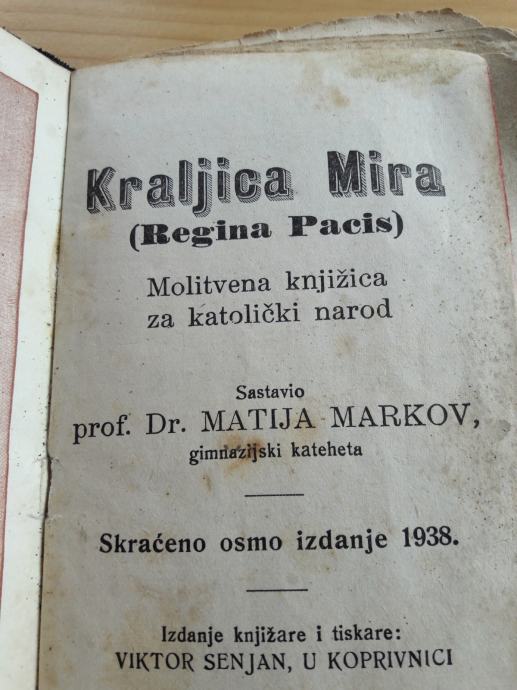 Kraljica Mira
(Regina Pacis)
Molitvena knjižica
za katolički narod
Sastavio
prof. Dr. MATIJA MARKOV,
gimnazijski kateheta
Skraćeno osmo izdanje 1938.
Izdanje knjižare i tiskare:
VIKTOR SENJAN, U KOPRIVNICI